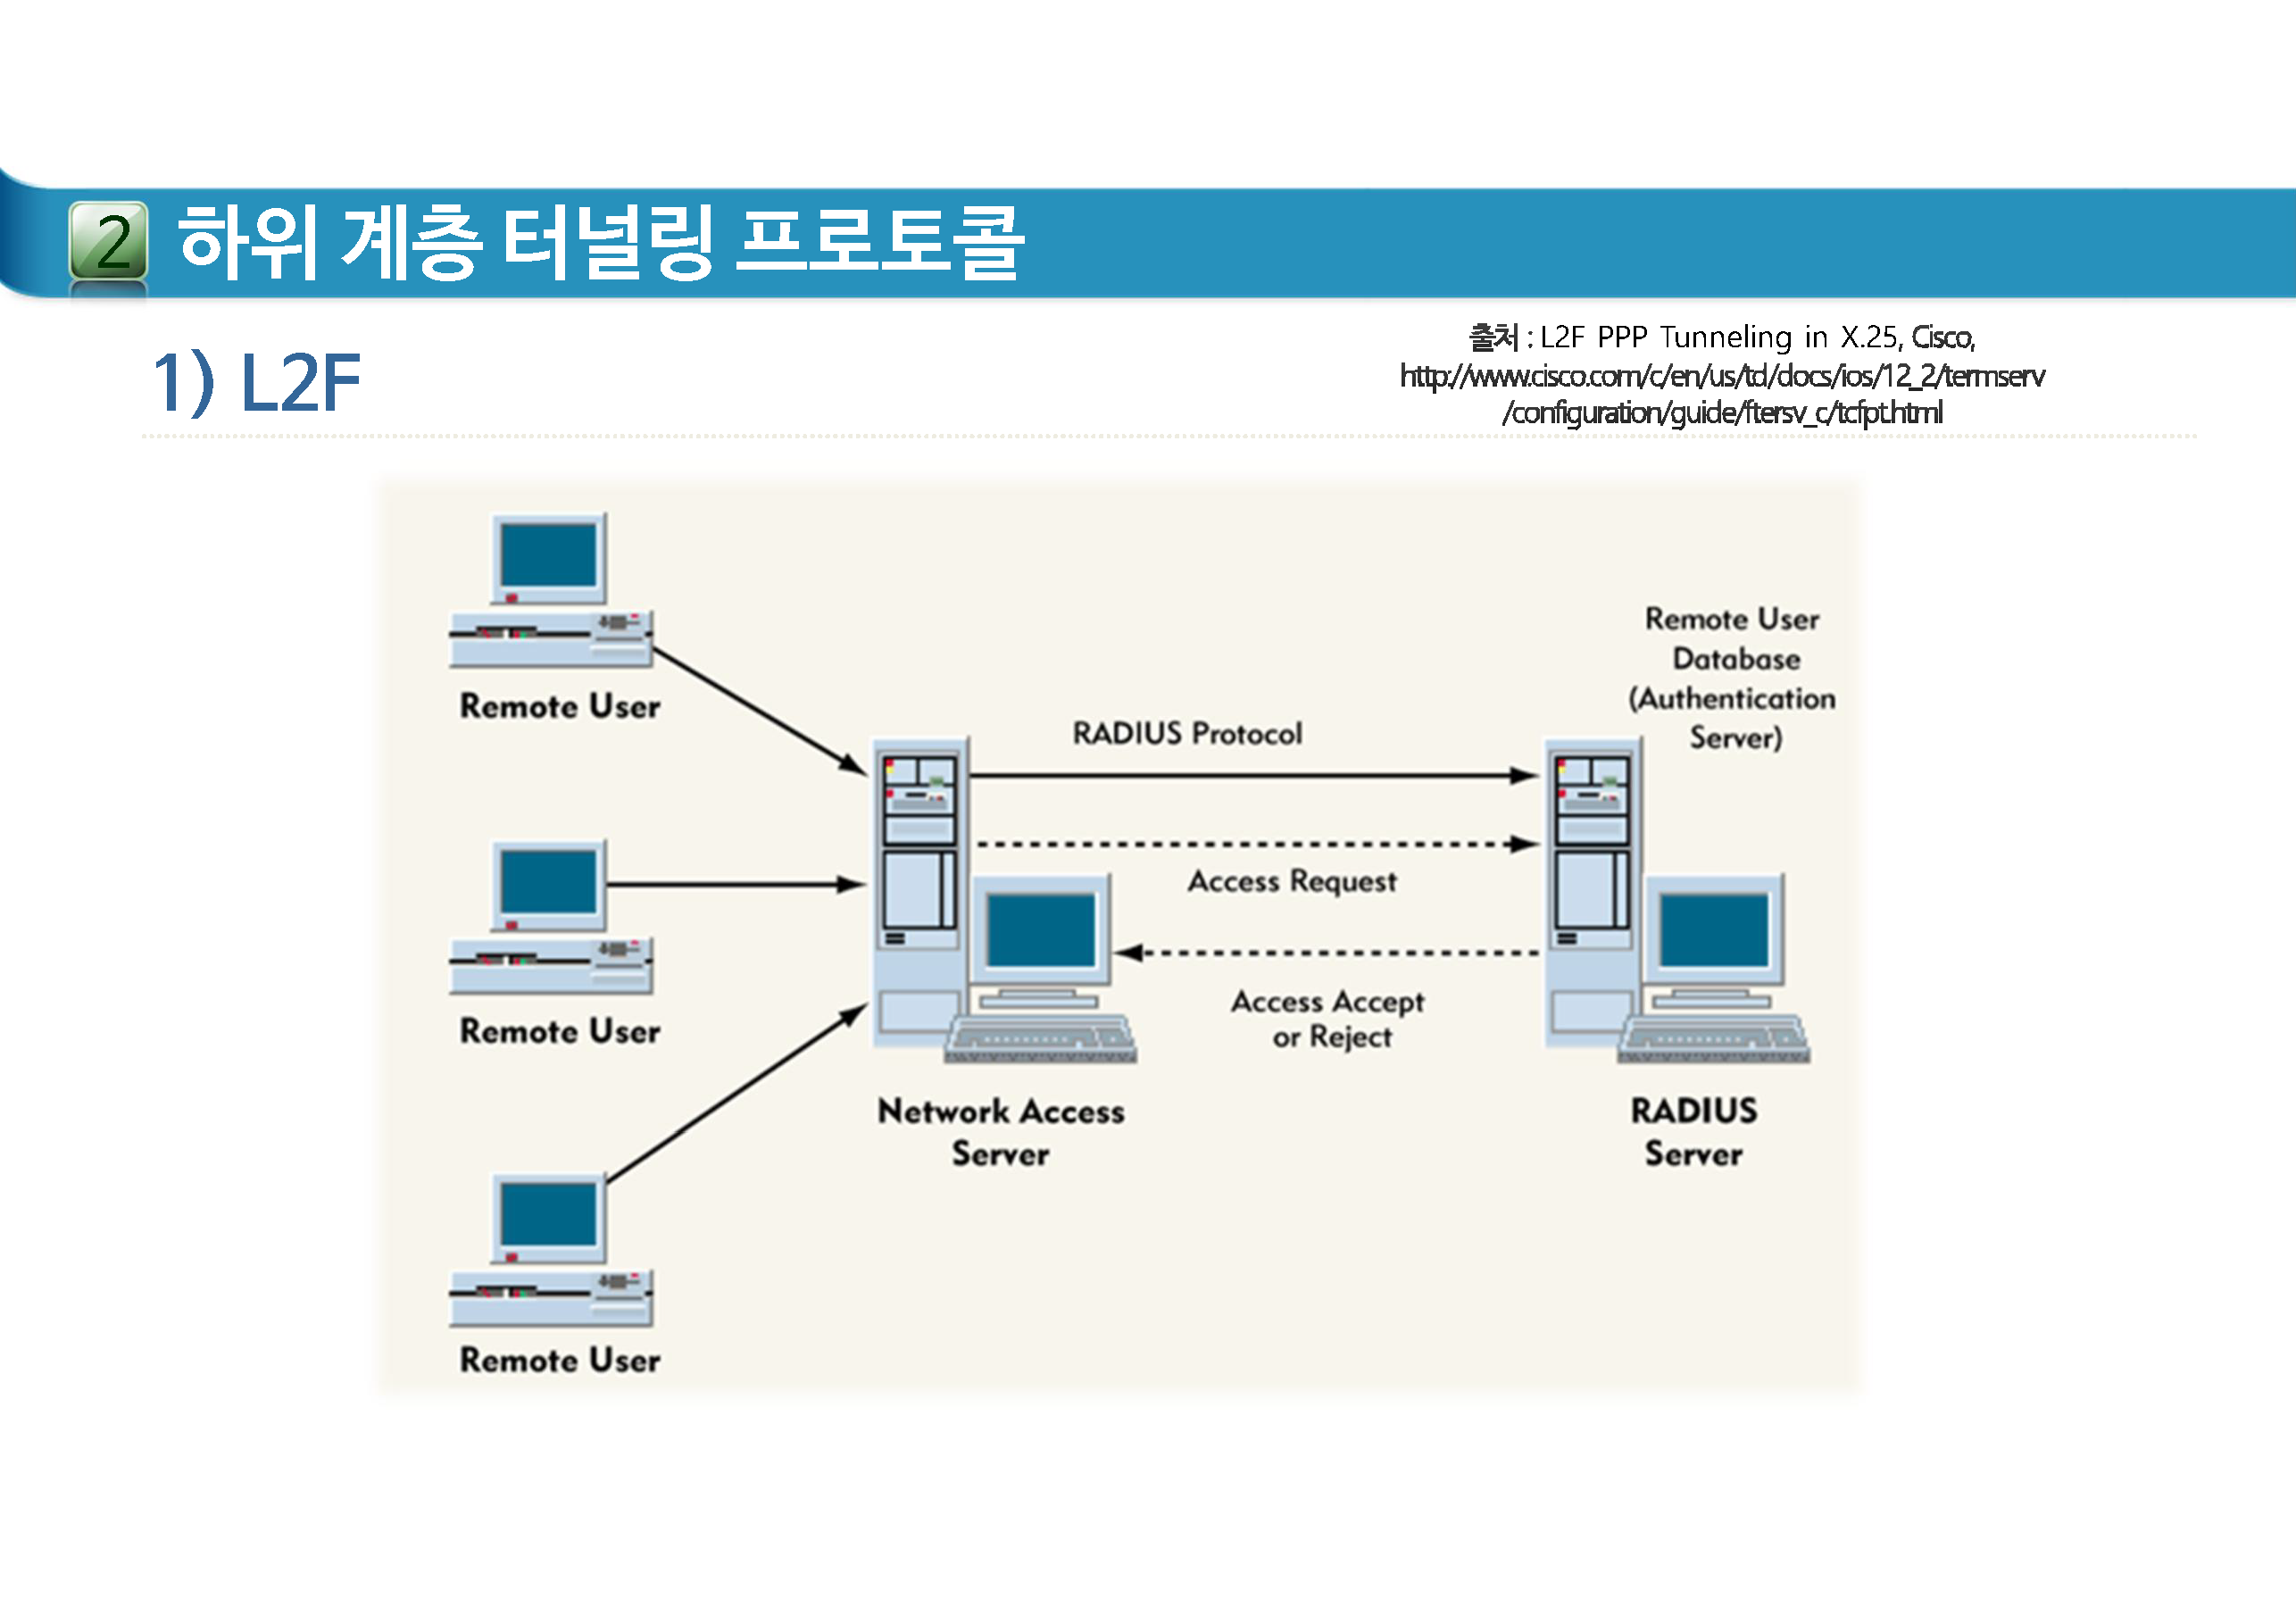 2 하위 계층 터널링 프로토콜
1) L2F
출처 : L2F PPP Tunneling in X.25, Cisco,
http://www.cisco.com/c/en/us/td/docs/ios/12_2/termserv
/configuration/guide/ftersv_c/tcfpt.html
Remote User
Remote User
Database
(Authentication
Server)
RADIUS Protocol
Access Request
Remote User
Access Accept
or Reject
Network Access
Server
RADIUS
Server
Remote User